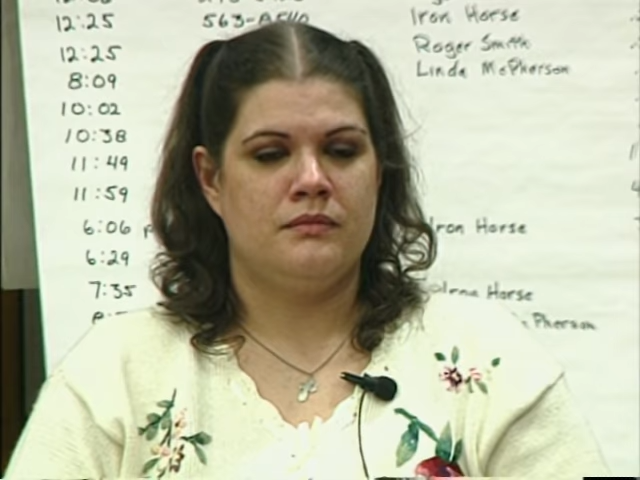 12:25 563-0540 Iron Horse
12:25 Roger Smith
8:09 Linda McPherson
10:02
10:38
11:49
11:59
6:06 Iron Horse
6:29
7:35 Horse
Pherson